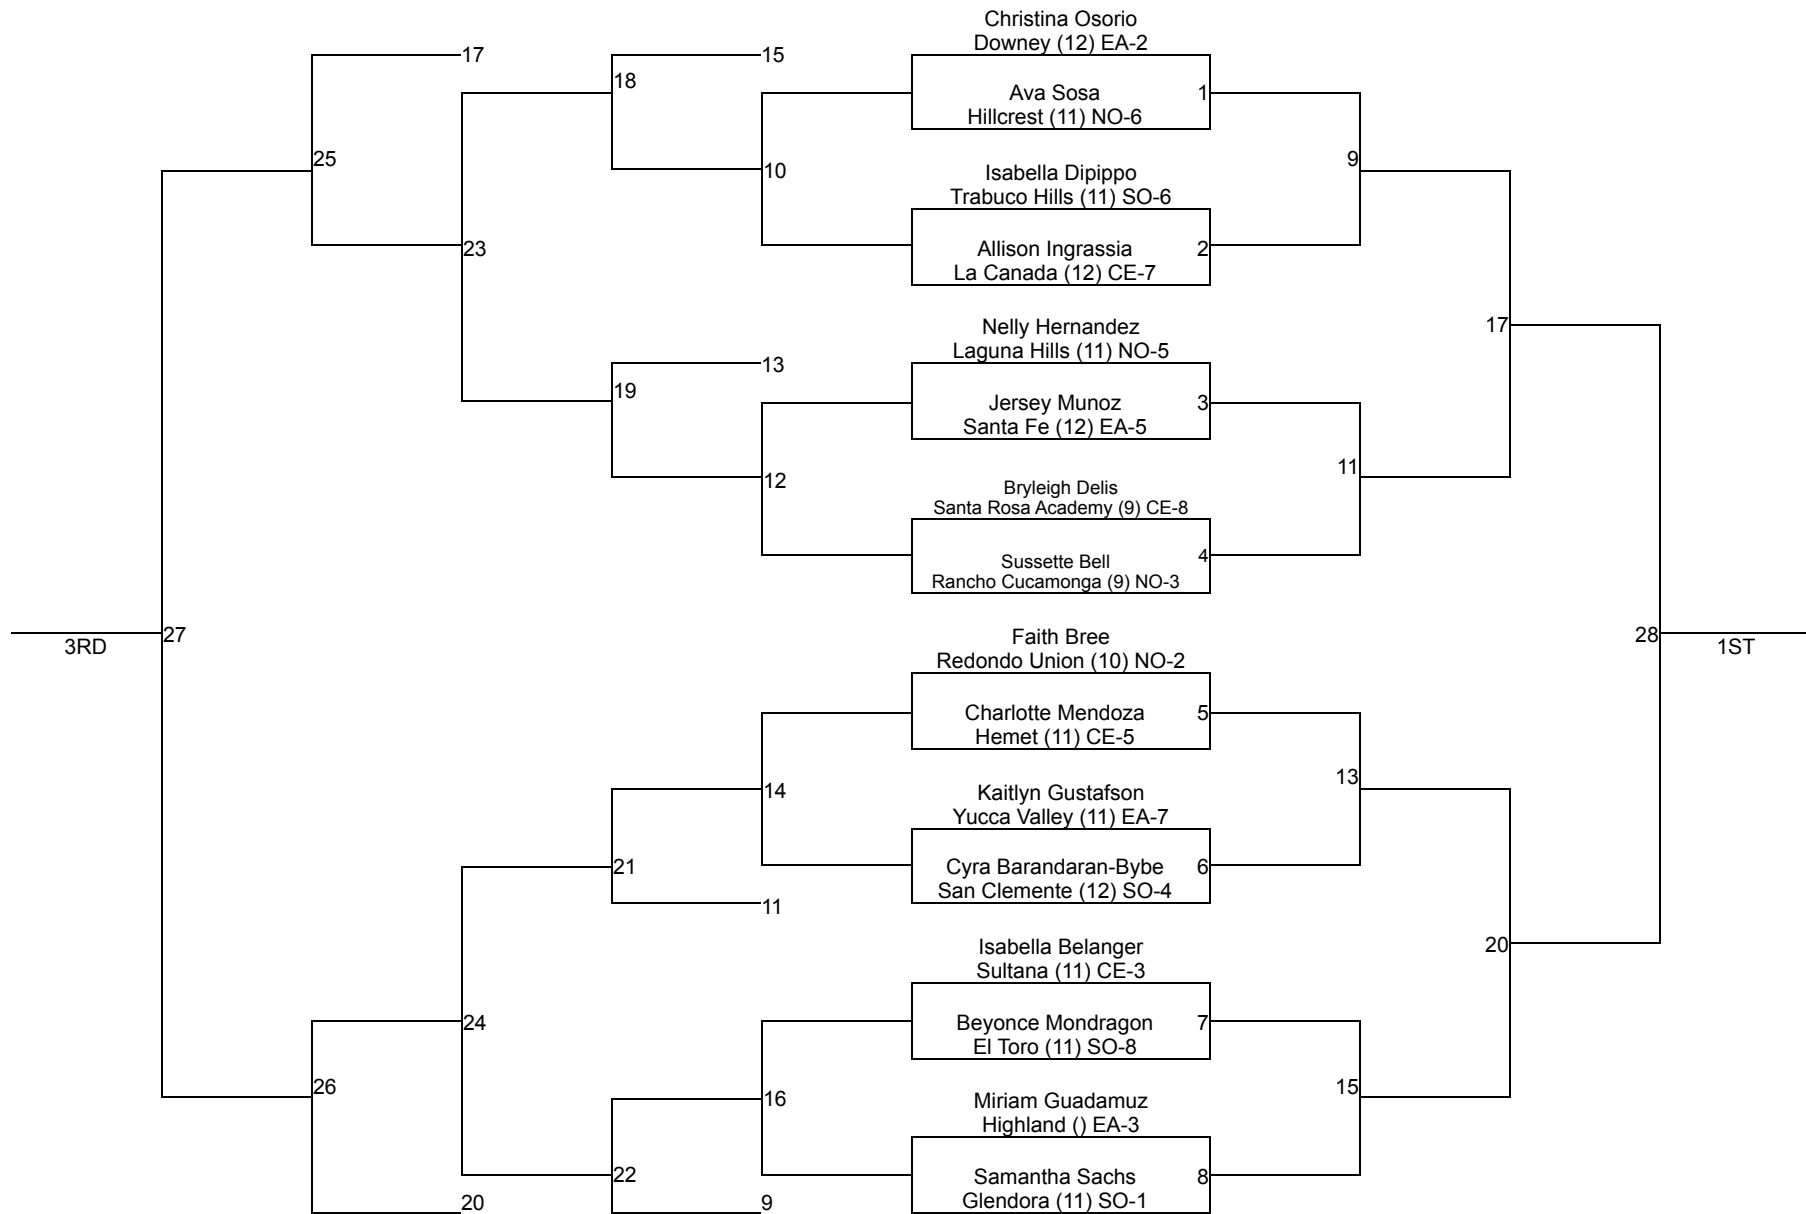 Christina Osorio
Downey (12) EA-2
17
15
18
Ava Sosa
1
Hillcrest (11) NO-6
25
9
10
Isabella Dipippo
Trabuco Hills (11) SO-6
23
Allison Ingrassia
2
La Canada (12) CE-7
Nelly Hernandez
17
Laguna Hills (11) NO-5
13
19
Jersey Munoz
3
Santa Fe (12) EA-5
11
12
Bryleigh Delis
Santa Rosa Academy (9) CE-8
4
Sussette Bell
Rancho Cucamonga (9) NO-3
27
Faith Bree
28
3RD
1ST
Redondo Union (10) NO-2
Charlotte Mendoza
5
Hemet (11) CE-5
13
14
Kaitlyn Gustafson
Yucca Valley (11) EA-7
21
Cyra Barandaran-Bybe
6
San Clemente (12) SO-4
11
Isabella Belanger
20
Sultana (11) CE-3
24
Beyonce Mondragon
7
El Toro (11) SO-8
26
15
16
Miriam Guadamuz
Highland () EA-3
22
Samantha Sachs
8
Glendora (11) SO-1
20
9